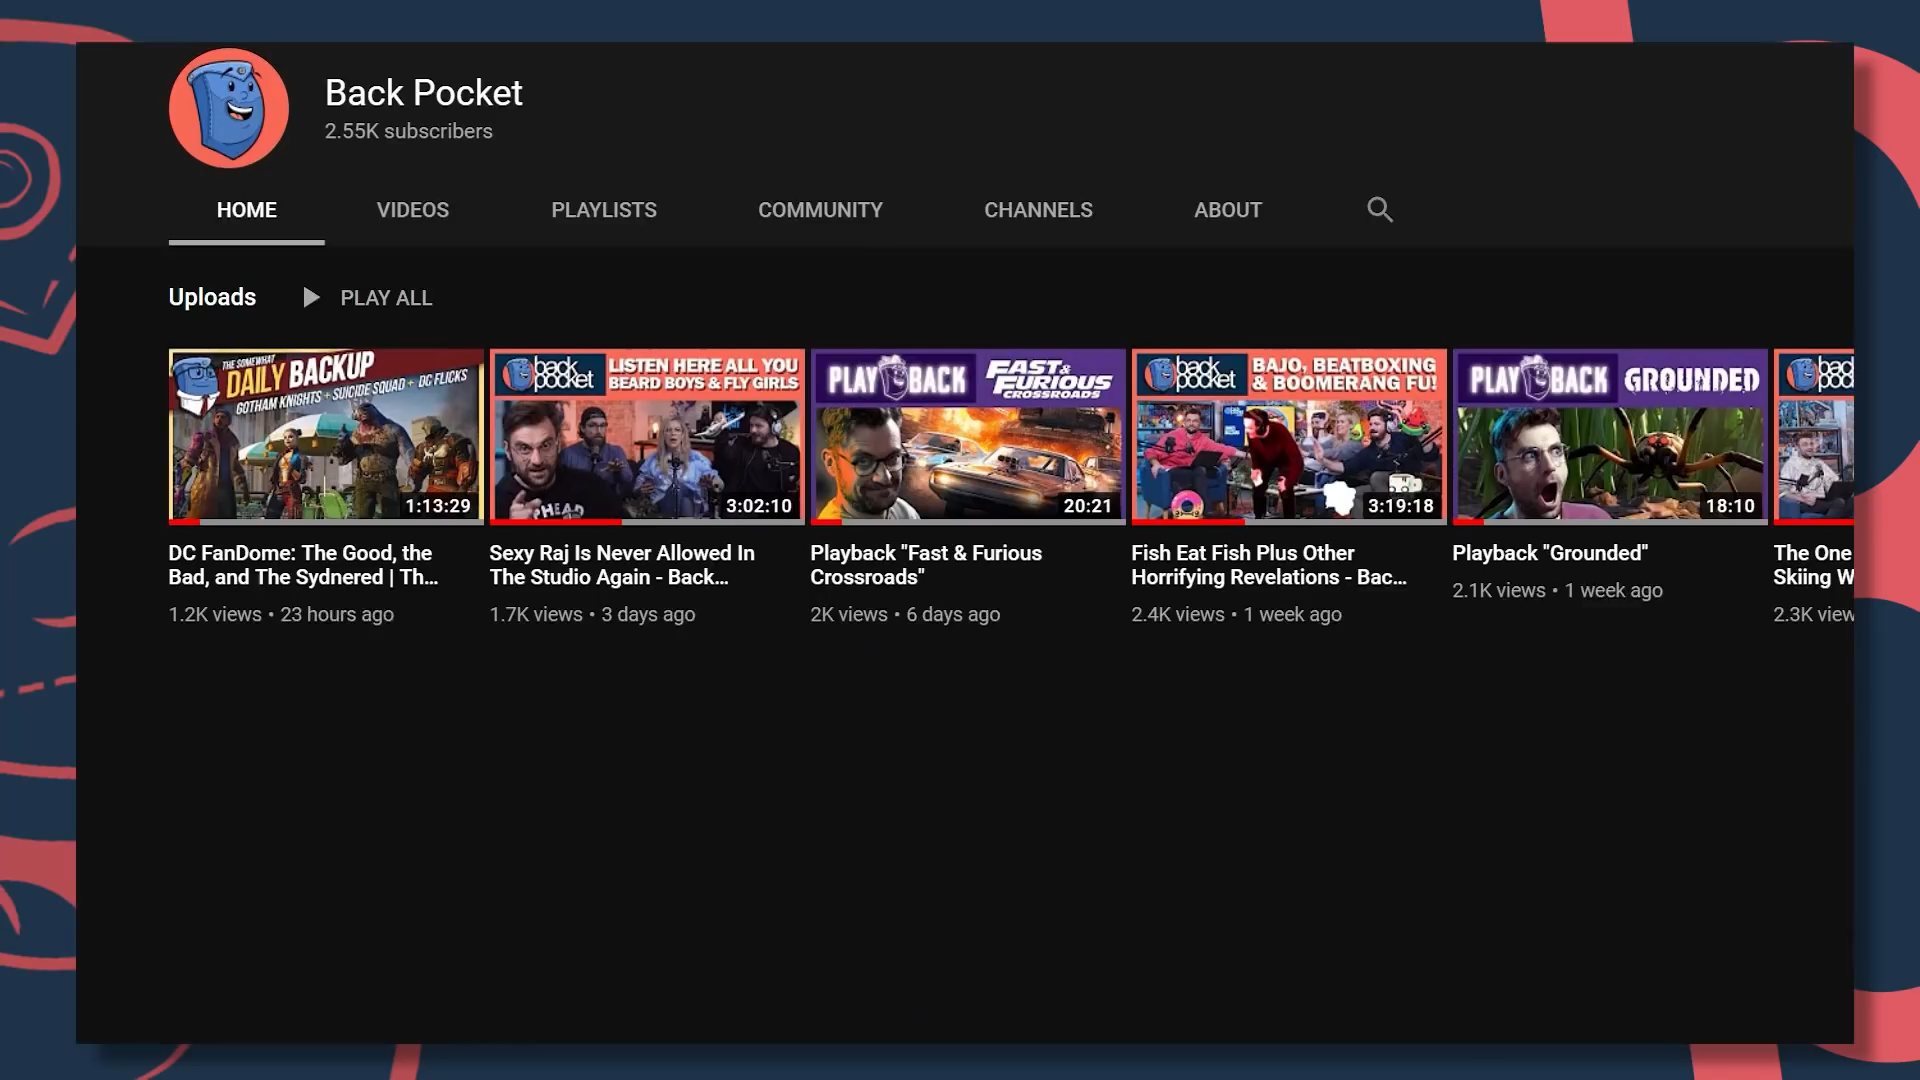 Back Pocket
2.55K subscribers
HOME VIDEOS PLAYLISTS COMMUNITY CHANNELS ABOUT
Uploads PLAY ALL
THE SOMEWHAT
DAILY BACKUP
GOTHAM KNIGHTS + SUICIDE SQUAD + DC FLICKS
1:13:29
DC FanDome: The Good, the
Bad, and The Sydnered | Th...
1.2K views • 23 hours ago
back
pocket
LISTEN HERE ALL YOU
BEARD BOYS & FLY GIRLS
PHEAD
3:02:10
Sexy Raj Is Never Allowed In
The Studio Again - Back...
1.7K views • 3 days ago
PLAY BACK
FAST &
FURIOUS
CROSSROADS
20:21
Playback "Fast & Furious
Crossroads"
2K views • 6 days ago
back
pocket
BAJO, BEATBOXING
& BOOMERANG FU!
3:19:18
Fish Eat Fish Plus Other
Horrifying Revelations - Bac...
2.4K views • 1 week ago
PLAY BACK GROUNDED
18:10
Playback "Grounded"
2.1K views • 1 week ago
back
pod
The One
Skiing W
2.3K view